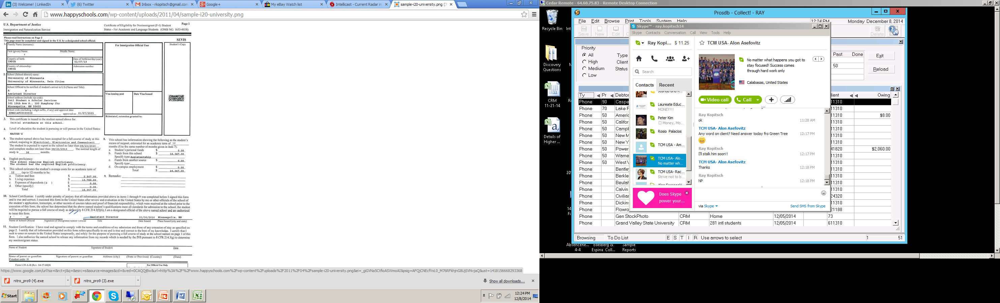 (3) Welcome! | LinkedIn
(6) Twitter
Inbox - rkopitsch@gmail.com
Google+
My eBay Watch list
Intellicast - Current Radar in
sample-i20-university.png (7
www.happyschools.com/wp-content/uploads/2011/04/sample-i20-university.png
U.S. Department of Justice
Immigration and Naturalization Service
Certificate of Eligibility for Nonimmigrant (F-1) Student
Status - For Academic and Language Students (OMB NO. 1653-0038)
Page 1
Please read Instructions on Page 2
This page must be completed and signed in the U.S. by a designated school official.
SEVIS
1. Family Name (surname):
First (given) Name: Middle Name:
Country of birth:
INDIA
Date of birth(mo/day/year):
02/07/19
Country of citizenship:
INDIA
Admission number:
For Immigration Official User
Student's Copy
2. School (School district) name:
University of Minnesota
University of Minnesota, Twin Cities
School Official to be notified of student's arrival in U.S.(Name and Title):
A s
Assistant Director
School address (include zip code):
Intl Student & Scholar Services
301 19th Ave S., 190 Humphrey Ctr
Minneapolis, MN 55455
School code (including 3-digit suffix, if any) and approval date:
SPM214F00039000 approved on 01/27/2003
Visa issuing post
Date Visa Issued
Reinstated, extension granted to:
3. This certificate is issued to the student named above for:
Initial attendance at this school.
4. Level of education the student is pursuing or will pursue in the United States:
MASTER'S
5. The student named above has been accepted for a full course of study at this
school, majoring in Electrical, Electronics and Communicati
The student is expected to report to the school no later than 08/23/2010
and complete studies not later than 08/23/2013 . The normal length of
study is 36 months.
6. English proficiency:
This school requires English proficiency.
The student has the required English proficiency.
7. This school estimates the student's average costs for an academic term of
12 (up to 12) months to be:
a. Tuition and fees $ 2,567.00
b. Living expenses $ 13,780.00
c. Expenses of dependents (0 ) $ 0.00
d. Other (specify): $ 0.00
Total $ 16,347.00
8. This school has information showing the following as the student's
means of support, estimated for an academic term of 12
months (Use the same number of months given in item 7).
a. Student's personal funds $ 0.00
b. Funds from this school $ 16,347.00
Specify type:Assistantship
c. Funds from another source $ 0.00
Specify type:
d. On-campus employment $ 0.00
Total $ 16,347.00
9. Remarks:
10. School Certification: I certify under penalty of perjury that all information provided above in items 1 through 9 was completed before I signed this form
and is true and correct; I executed this form in the United States after review and evaluation in the United States by me or other officials of the school of
the student's application, transcripts, or other records of courses taken and proof of financial responsibility, which were received at the school prior to the
execution of this form; the school has determined that the above named student's qualifications meet all standards for admission to the school; the student
will be required to pursue a full course of study as defined by 8 CFR 214.2(f)(6); I am a designated official of the above named school and am authorized
to issue this form.
Assistant Director 03/30/2010 Minneapolis, MN
Name of School Official Signature of Designated School Official Title Date Issued Place Issued (city and state)
11. Student Certification: I have read and agreed to comply with the terms and conditions of my admission and those of any extension of stay as specified on
page 2. I certify that all information provided on this form refers specifically to me and is true and correct to the best of my knowledge. I certify that I
seek to enter or remain in the United States temporarily, and solely for the purpose of pursuing a full course of study at the school named on page 1 of this
form. I also authorize the named school to release any information from my records which is needed by the INS pursuant to 8 CFR 214.3(g) to determine
my nonimmigrant status.
Name of Student Signature of Student Date
Name of parent or guardian Signature of parent or guardian Address (city) (State or Province) (Country) (Date)
If student under 18
Form I-20 A-B (Rev. 04-27-88)N
For Official Use Only
nitro_pro9 (4).exe
nitro_pro9 (3).exe
Show all downloads...
Start
12:24 PM
12/8/2014
Cedar Remote - 64.60.75.83 - Remote Desktop Connection
Recycle Bin
Discovery
Questions
CRM
11-21-14
Details of
Higher ...
Prosdb - Collect! - RAY
File Edit Browse Print Tools System Help
12:24 PM Monday December 8, 2014
Save New Edit
Delete
Priority
All
High
Medium
Low
Type
Client
Status
Past Done
50
Exit
Reload
Skype™ - ray.kopitsch14
Skype Contacts Conversation Call View Tools Help
Ray Kopi... $ 11.25
Search
Contacts Recent
Laureate Educ...
MONEY!!!
Peter Kim
Money, Mo...
Rosio Palacios
TCM USA - Am...
TCM USA- Alo...
No matter wh...
TCM USA- Rac...
Strive not to b...
Does Skype
power your...
TCM USA- Alon Asefovitz
No matter what happens you got to
stay focused! Success comes
through hard work only
Calabasas, United States
Video call
Call
Ray Kopitsch
ok 11:28 AM
TCM USA- Alon Asefovitz
Any word on client? Need answer today fro Green Tree 12:17 PM
Ray Kopitsch
I'll stalk him soon!! 12:17 PM
TCM USA- Alon Asefovitz
Thanks 12:18 PM
Ray Kopitsch
NP 12:18 PM
via Skype
Send SMS from Skype
Ty Pr Debtor lient Owing
Phone 90 Caspe 11310
Phone 70 Lake F 11310
Phone 50 Americ 11310 $8.00
Phone 50 Califor 11310
Phone 50 Campb 11310
Phone 50 New M 11310
Phone 50 New Y 11310
Phone 50 Power 41820 $2,060.00
Phone 50 Warne 11310
Phone 50 West V 11310
Phone Bentley 11310
Phone Berkle 11310
Phone Beulah 11310
Phone Calvin 11310
Phone Civilian 24320
Phone Dickins 11310
Phone Flowro 21188
Phone Gen StockPhoto CRM Home 12/05/2014 73
Phone Grand Valley State University CRM 281 intl students 12/05/2014 611310
Browsing To Do List E S T I R Use arrows to select 1 51
4-4
Edelberg &
Espina Coll...
Sample
Reports